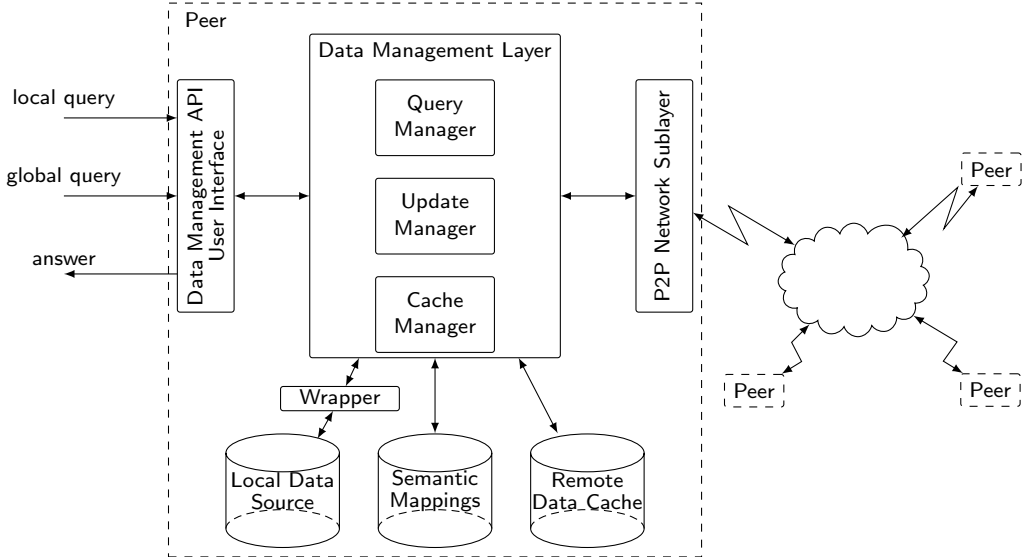 Peer
Data Management Layer
local query
global query
answer
Data Management API
User Interface
Query
Manager
Update
Manager
Cache
Manager
P2P Network Sublayer
Peer
Peer
Peer
Wrapper
Local Data
Source
Semantic
Mappings
Remote
Data Cache